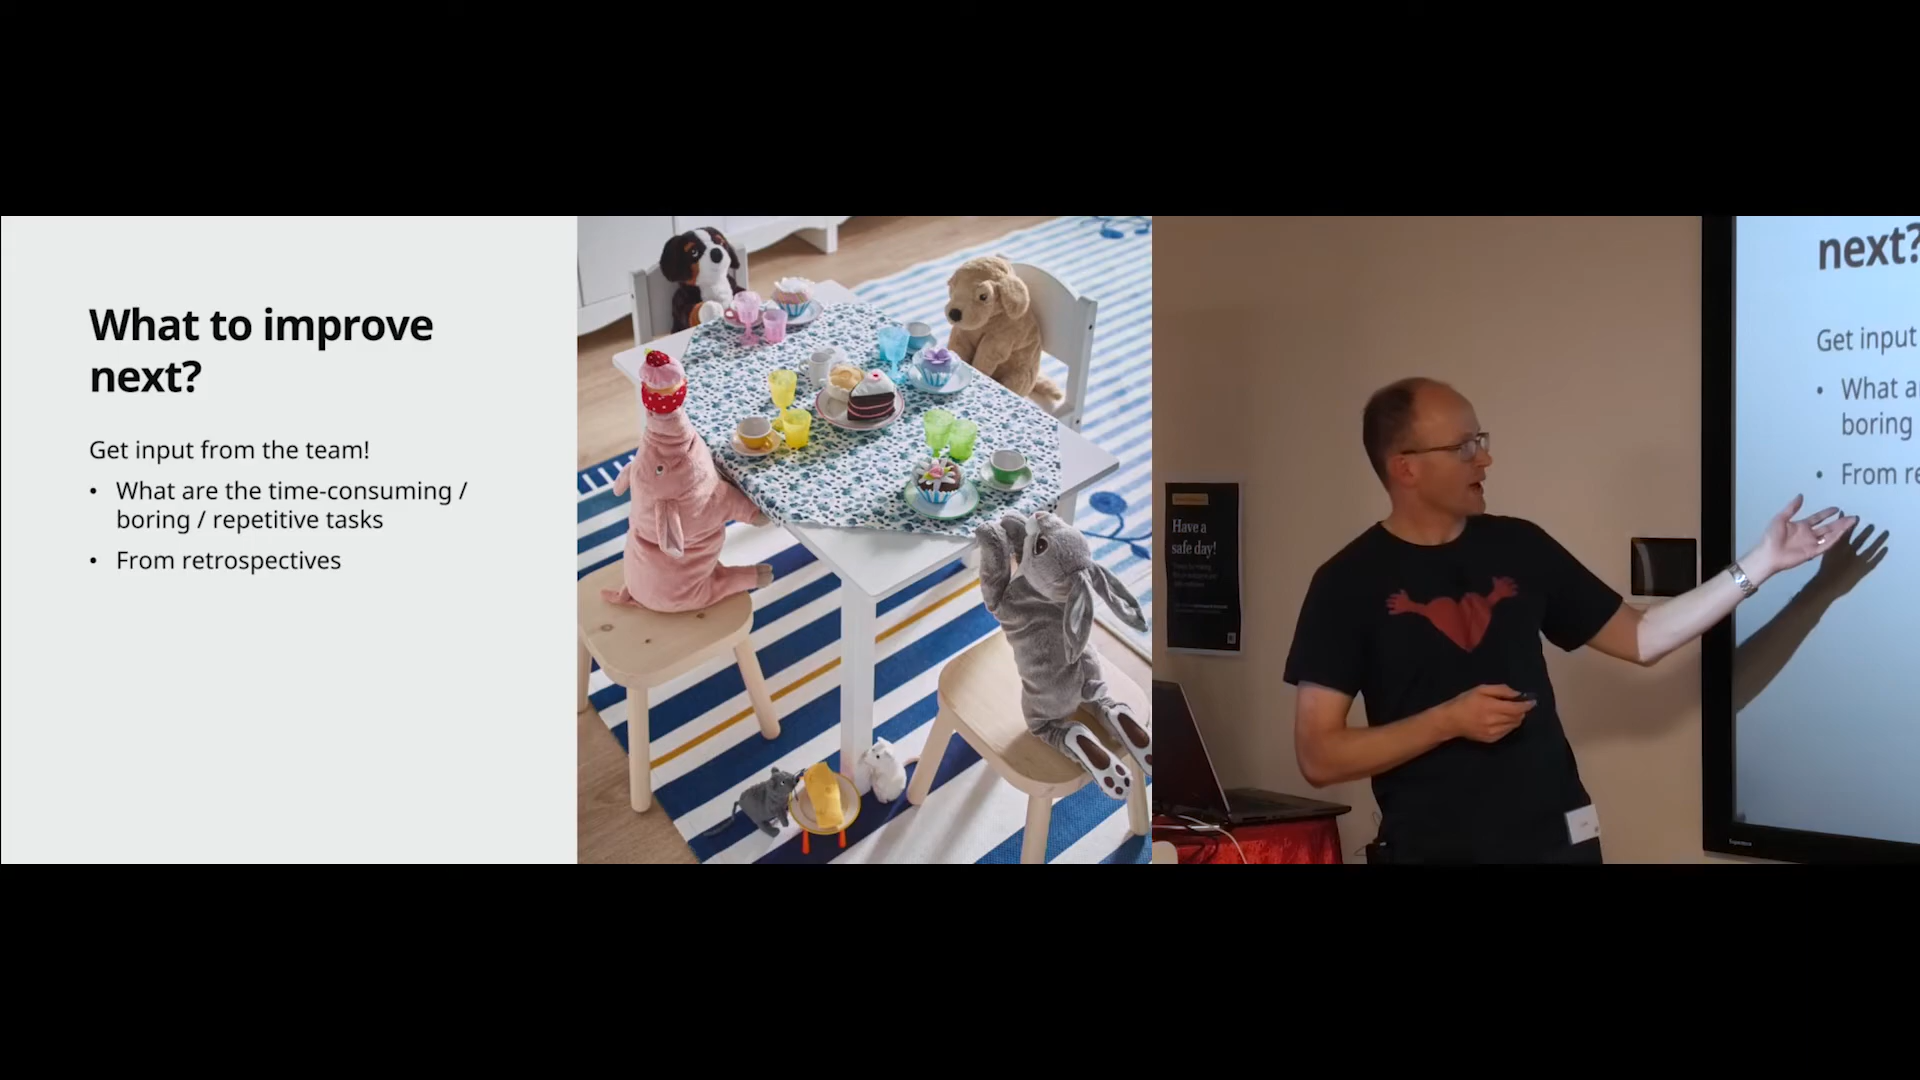 What to improve
next?
Get input from the team!
• What are the time-consuming /
boring / repetitive tasks
• From retrospectives
Have a
safe day!
next?
Get input
• What a
boring
• From re